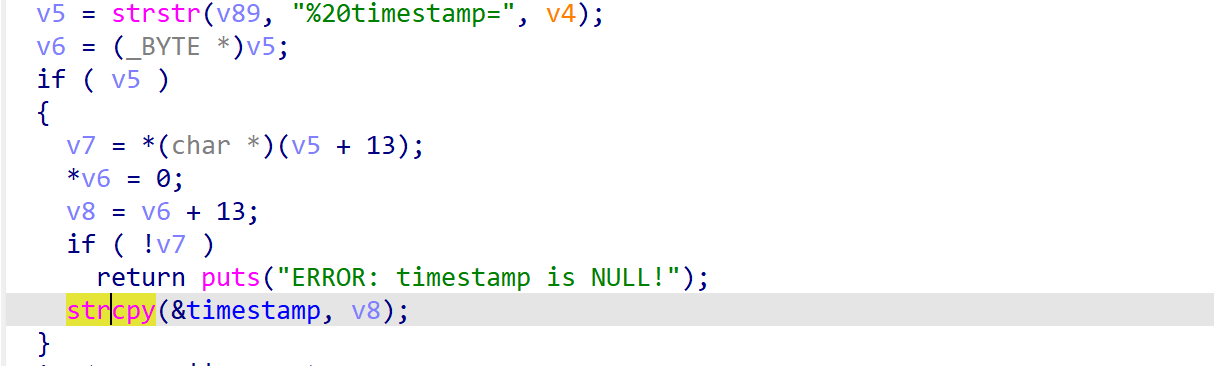 v5 = strstr(v89, "%20timestamp=", v4);
v6 = (_BYTE *)v5;
if ( v5 )
{
v7 = *(char *)(v5 + 13);
*v6 = 0;
v8 = v6 + 13;
if ( !v7 )
return puts("ERROR: timestamp is NULL!");
strcpy(&timestamp, v8);
}